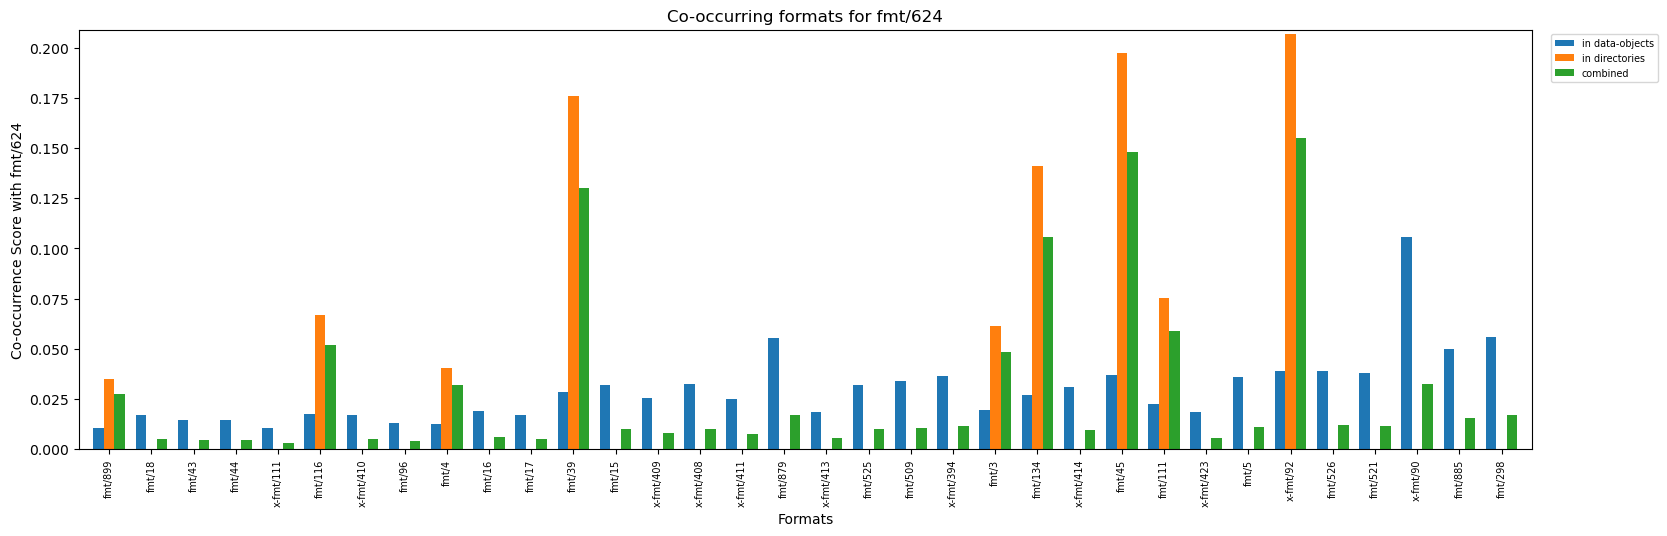 Co-occurring formats for fmt/624
Co-occurrence Score with fmt/624
0.200
0.175
0.150
0.125
0.100
0.075
0.050
0.025
0.000
in data-objects
in directories
combined
fmt/899
fmt/18
fmt/43
fmt/44
x-fmt/111
fmt/116
x-fmt/410
fmt/96
fmt/4
fmt/16
fmt/17
fmt/39
fmt/15
x-fmt/409
x-fmt/408
x-fmt/411
fmt/879
x-fmt/413
fmt/525
fmt/509
x-fmt/394
fmt/3
fmt/134
x-fmt/414
fmt/45
fmt/111
x-fmt/423
fmt/5
x-fmt/92
fmt/526
fmt/521
x-fmt/90
fmt/885
fmt/298
Formats